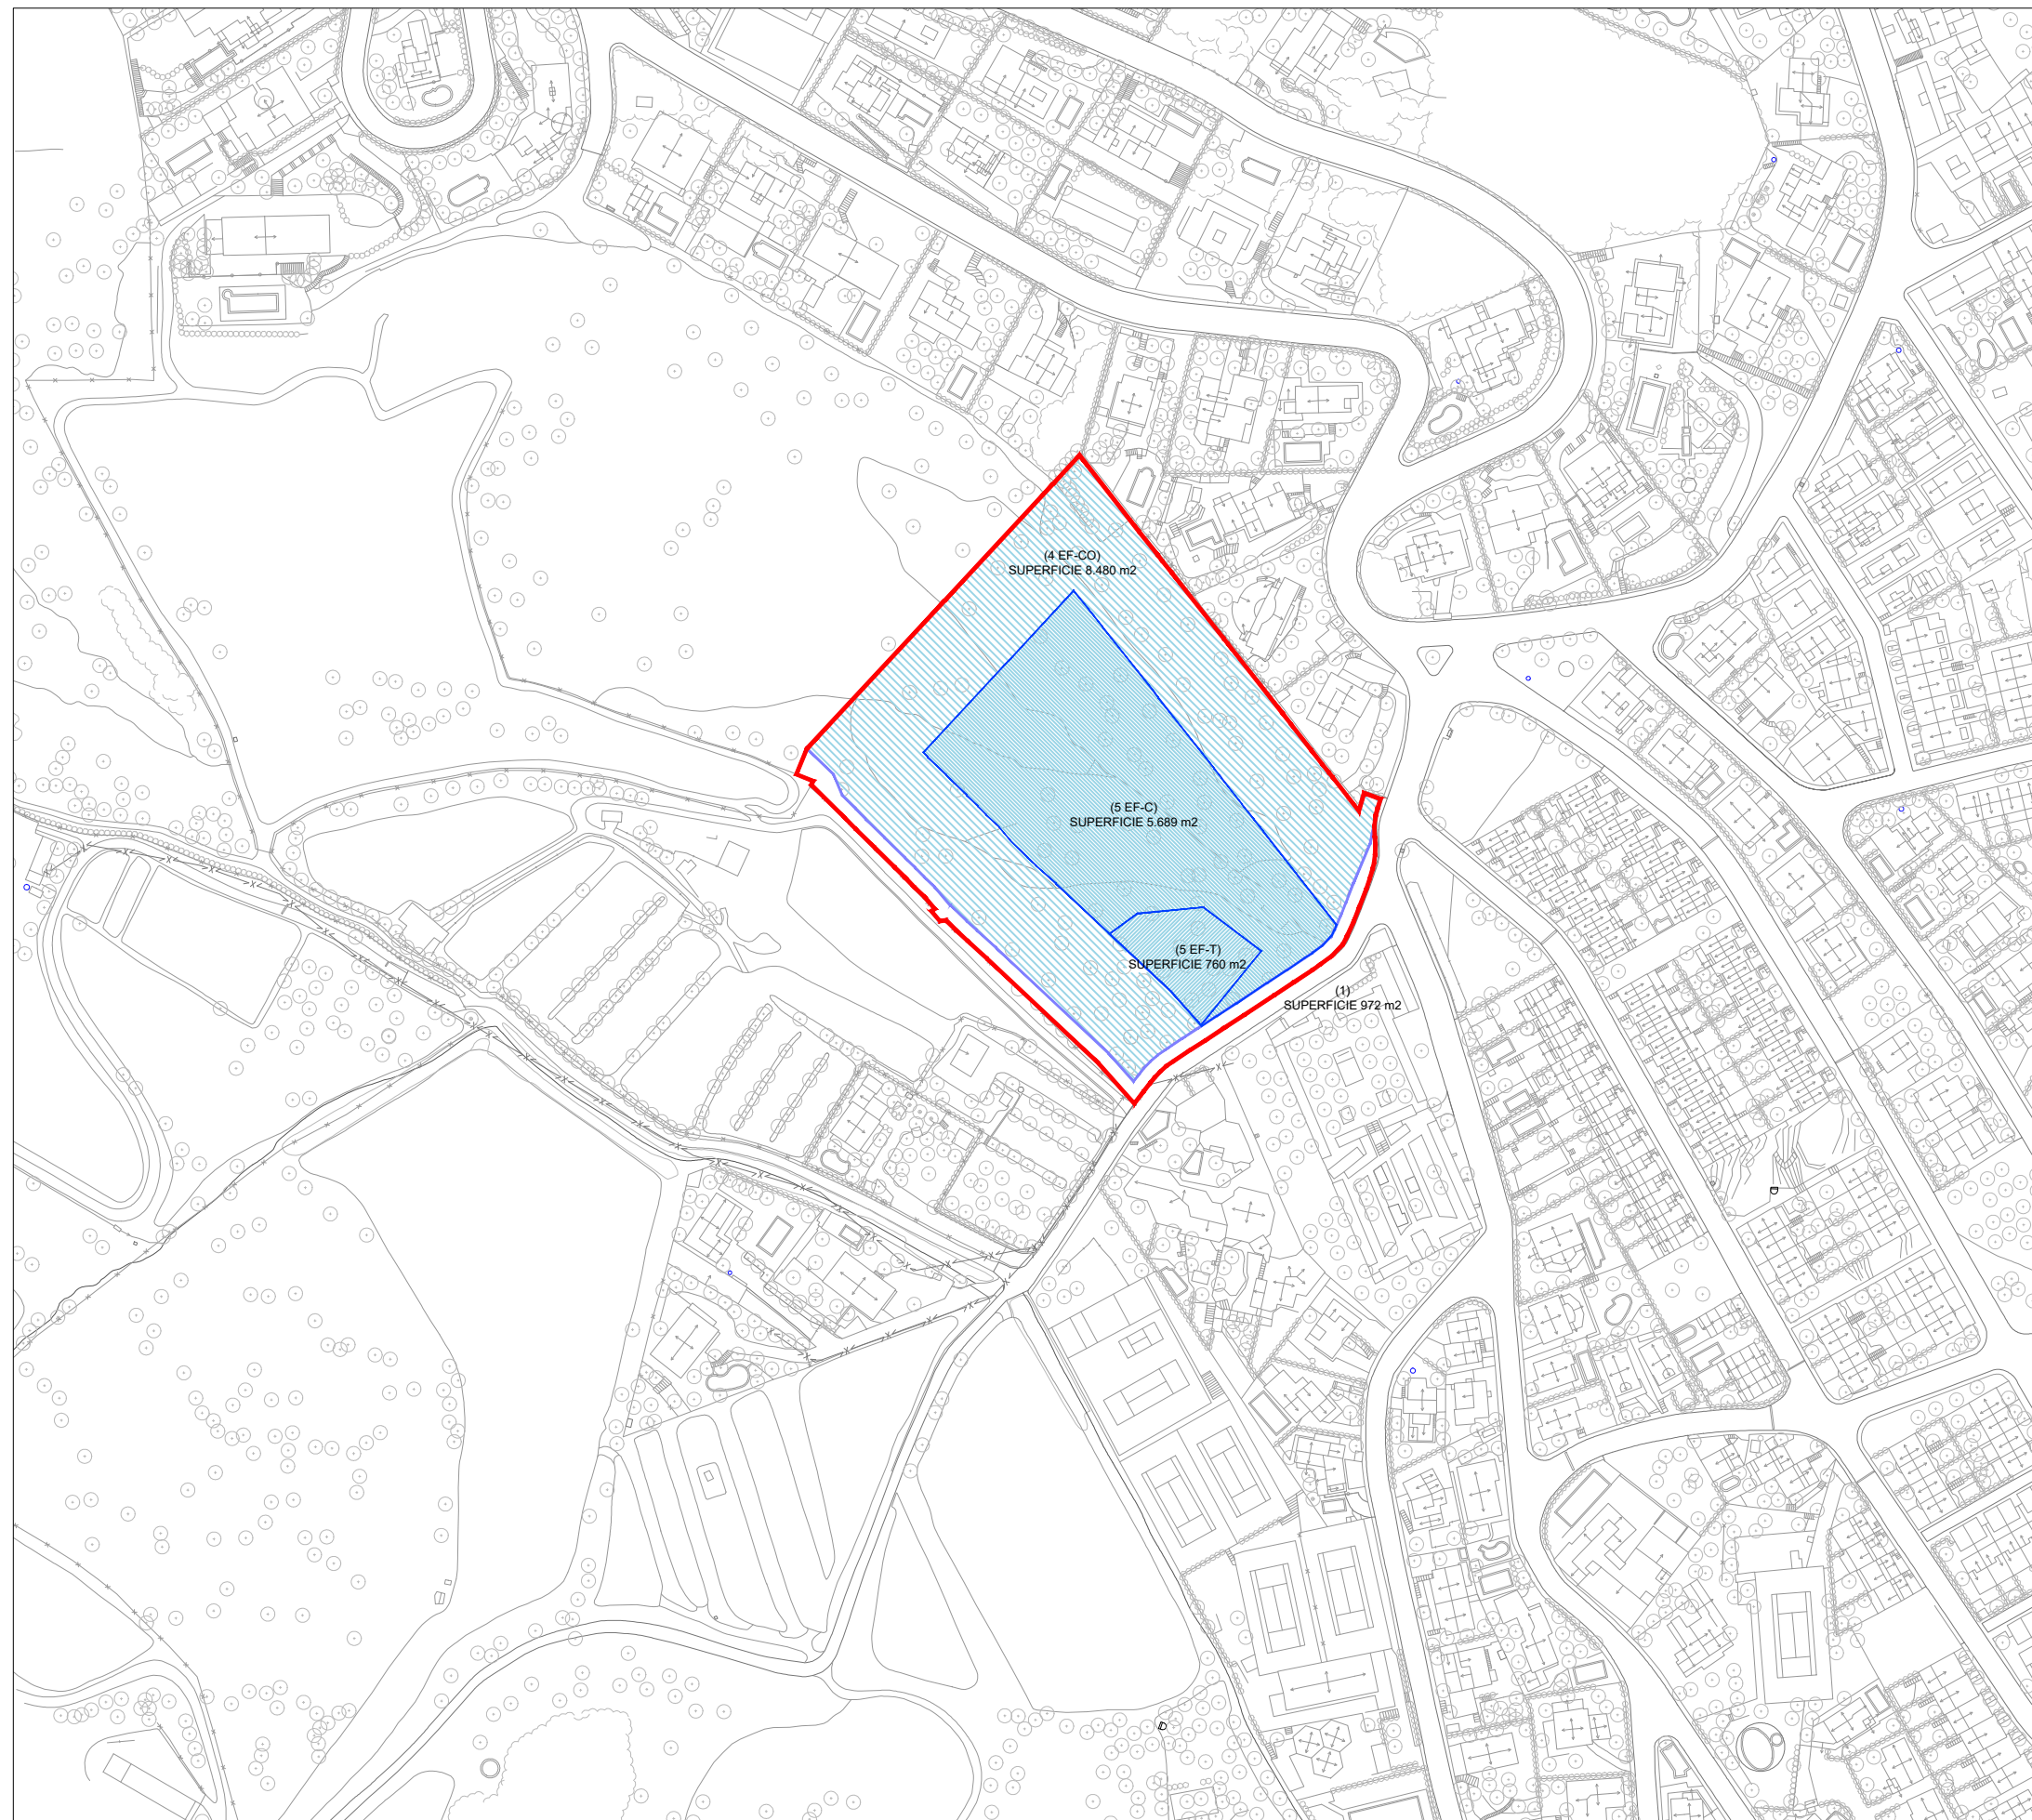 (4 EF-CO)
SUPERFICIE 8.480 m2
(5 EF-C)
SUPERFICIE 5.689 m2
(5 EF-T)
SUPERFICIE 760 m2
(1)
SUPERFICIE 972 m2